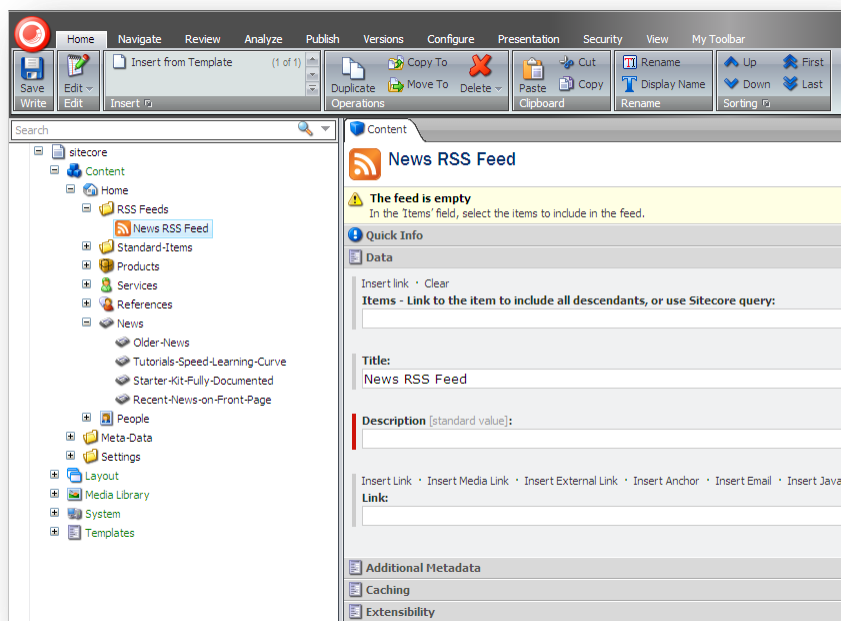 Home Navigate Review Analyze Publish Versions Configure Presentation Security View My Toolbar
Insert from Template (1 of 1) Copy To Cut Rename Up First
Save Edit Duplicate Move To Delete Paste Copy Display Name Down Last
Write Edit Insert Operations Clipboard Rename Sorting
Search
sitecore
Content
Home
RSS Feeds
News RSS Feed
Standard-Items
Products
Services
References
News
Older-News
Tutorials-Speed-Learning-Curve
Starter-Kit-Fully-Documented
Recent-News-on-Front-Page
People
Meta-Data
Settings
Layout
Media Library
System
Templates
Content
News RSS Feed
The feed is empty
In the 'Items' field, select the items to include in the feed.
Quick Info
Data
Insert link · Clear
Items - Link to the item to include all descendants, or use Sitecore query:
Title:
News RSS Feed
Description [standard value]:
Insert Link · Insert Media Link · Insert External Link · Insert Anchor · Insert Email · Insert Java
Link:
Additional Metadata
Caching
Extensibility